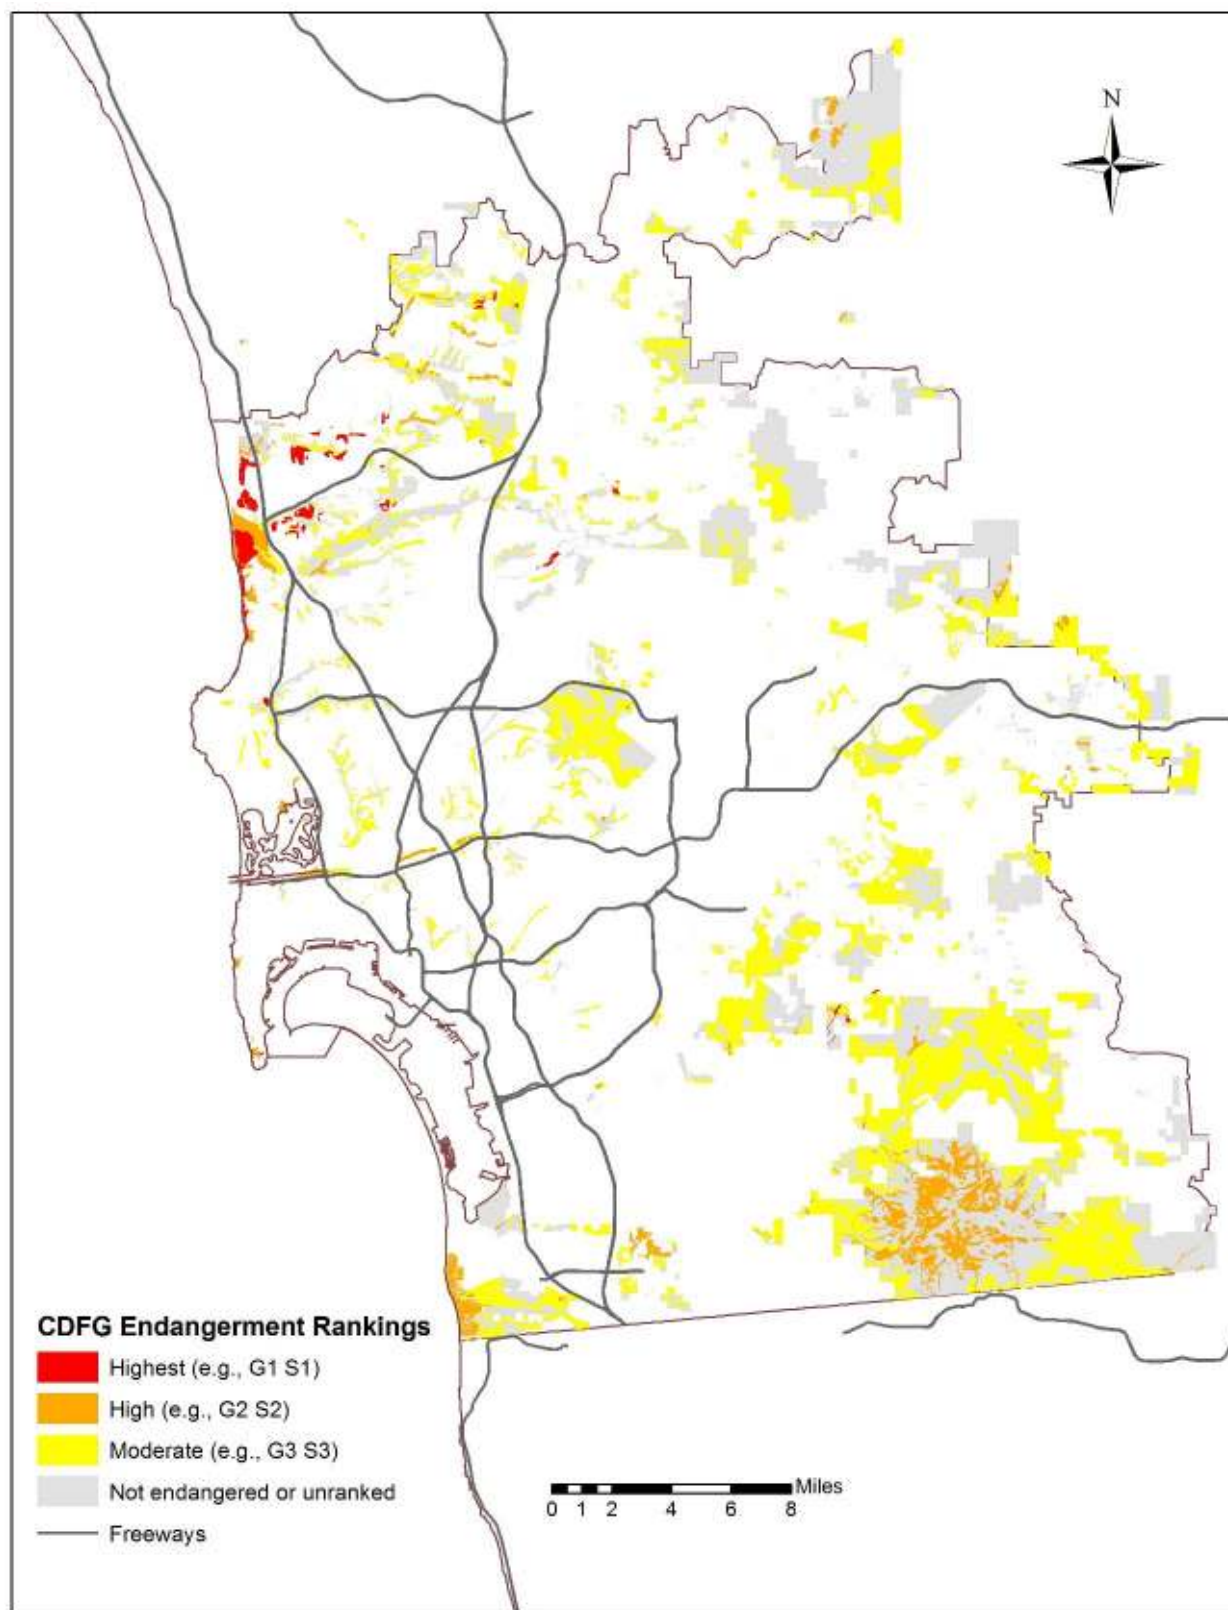 N
CDFG Endangerment Rankings
Highest (e.g., G1 S1)
High (e.g., G2 S2)
Moderate (e.g., G3 S3)
Not endangered or unranked
Freeways
Miles
0 1 2 4 6 8